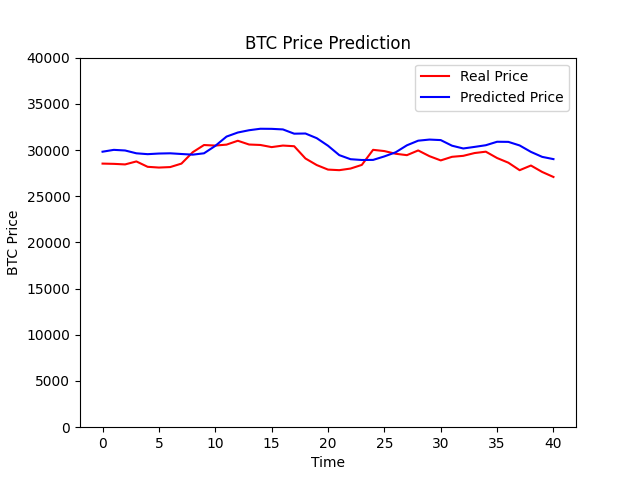 BTC Price Prediction
Real Price
Predicted Price
40000
35000
30000
25000
20000
15000
10000
5000
0
BTC Price
0 5 10 15 20 25 30 35 40
Time